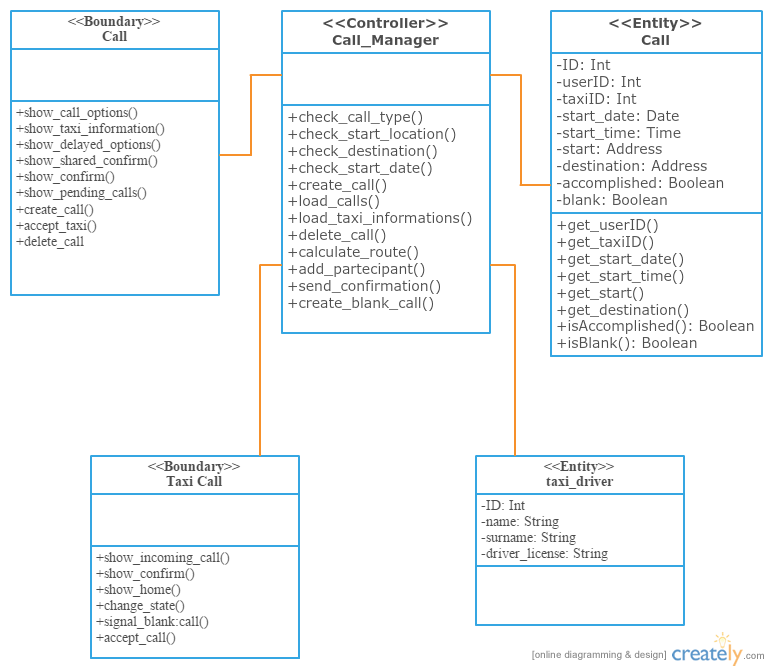 <<Boundary>>
Call
+show_call_options()
+show_taxi_information()
+show_delayed_options()
+show_shared_confirm()
+show_confirm()
+show_pending_calls()
+create_call()
+accept_taxi()
+delete_call
<<Controller>>
Call_Manager
+check_call_type()
+check_start_location()
+check_destination()
+check_start_date()
+create_call()
+load_calls()
+load_taxi_informations()
+delete_call()
+calculate_route()
+add_partecipant()
+send_confirmation()
+create_blank_call()
<<Entity>>
Call
-ID: Int
-userID: Int
-taxiID: Int
-start_date: Date
-start_time: Time
-start: Address
-destination: Address
-accomplished: Boolean
-blank: Boolean
+get_userID()
+get_taxiID()
+get_start_date()
+get_start_time()
+get_start()
+get_destination()
+isAccomplished(): Boolean
+isBlank(): Boolean
<<Boundary>>
Taxi Call
+show_incoming_call()
+show_confirm()
+show_home()
+change_state()
+signal_blank:call()
+accept_call()
<<Entity>>
taxi_driver
-ID: Int
-name: String
-surname: String
-driver_license: String
[online diagramming & design] creately.com